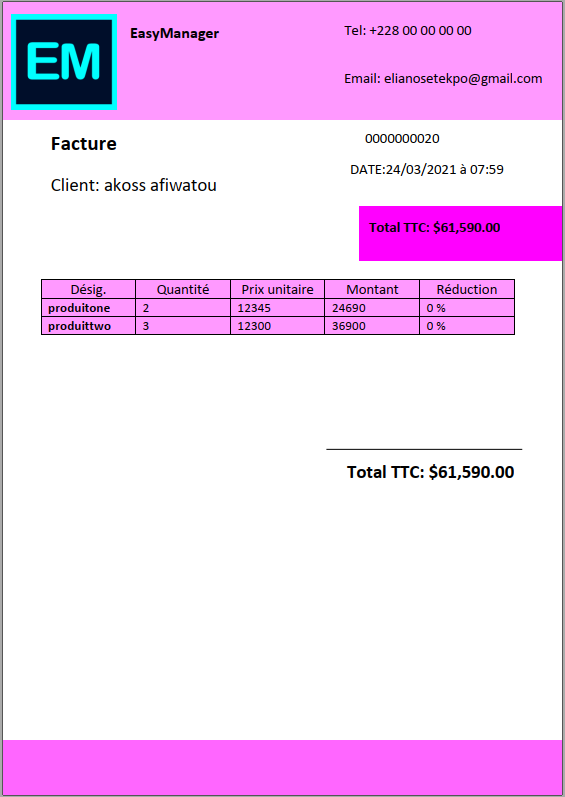 EM
EasyManager
Tel: +228 00 00 00 00
Email: elianosetekpo@gmail.com
Facture
0000000020
DATE:24/03/2021 à 07:59
Client: akoss afiwatou
Total TTC: $61,590.00
Désig. Quantité Prix unitaire Montant Réduction
produitone 2 12345 24690 0 %
produittwo 3 12300 36900 0 %
Total TTC: $61,590.00